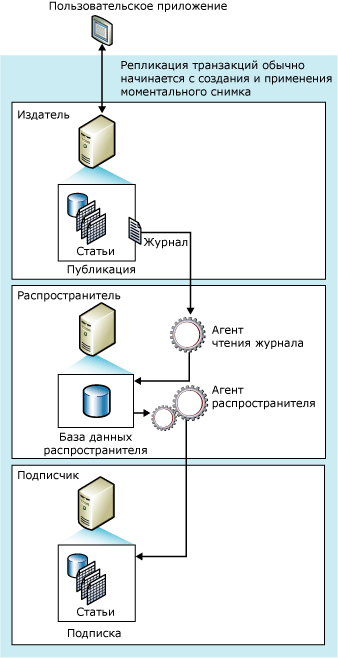 Пользовательское приложение
Репликация транзакций обычно
начинается с создания и применения
моментального снимка
Издатель
Статьи
Журнал
Публикация
Распространитель
Агент
чтения журнала
Агент
распространителя
База данных
распространителя
Подписчик
Статьи
Подписка